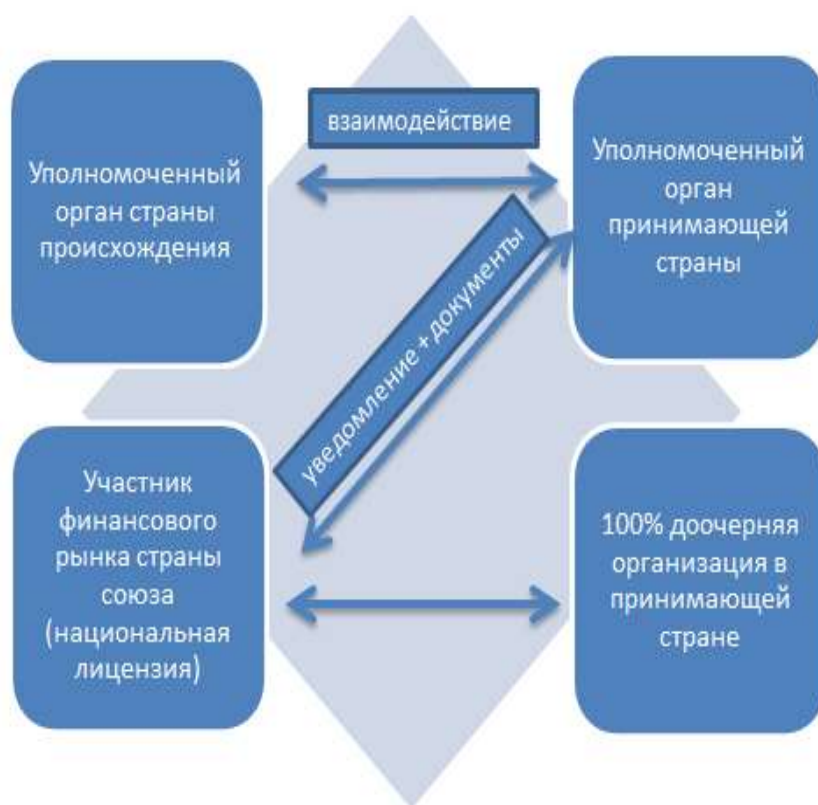 взаимодействие
Уполномоченный
орган страны
происхождения
Уполномоченный
орган
принимающей
страны
уведомление + документы
Участник
финансового
рынка страны
союза
(национальная
лицензия)
100% доочерняя
организация в
принимающей
стране